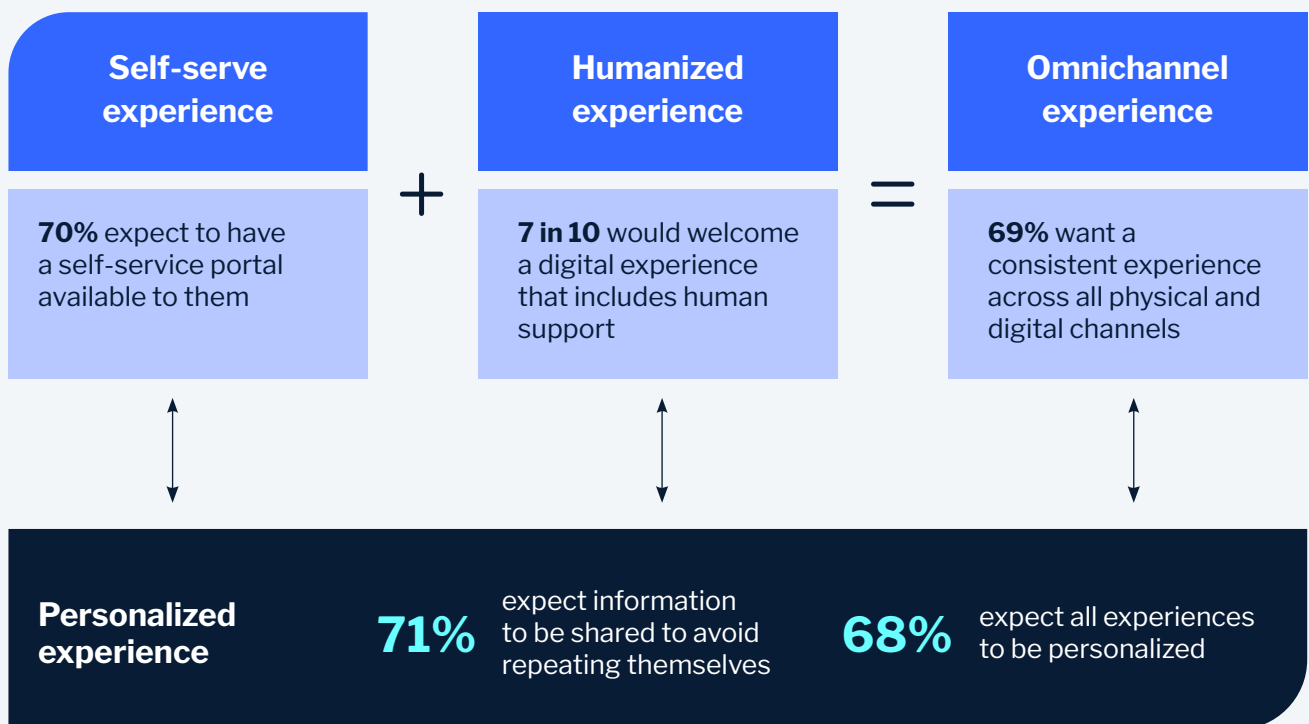 Self-serve
experience
+
Humanized
experience
=
Omnichannel
experience
70% expect to have
a self-service portal
available to them
7 in 10 would welcome
a digital experience
that includes human
support
69% want a
consistent experience
across all physical and
digital channels
Personalized
experience
71%
expect information
to be shared to avoid
repeating themselves
68%
expect all experiences
to be personalized